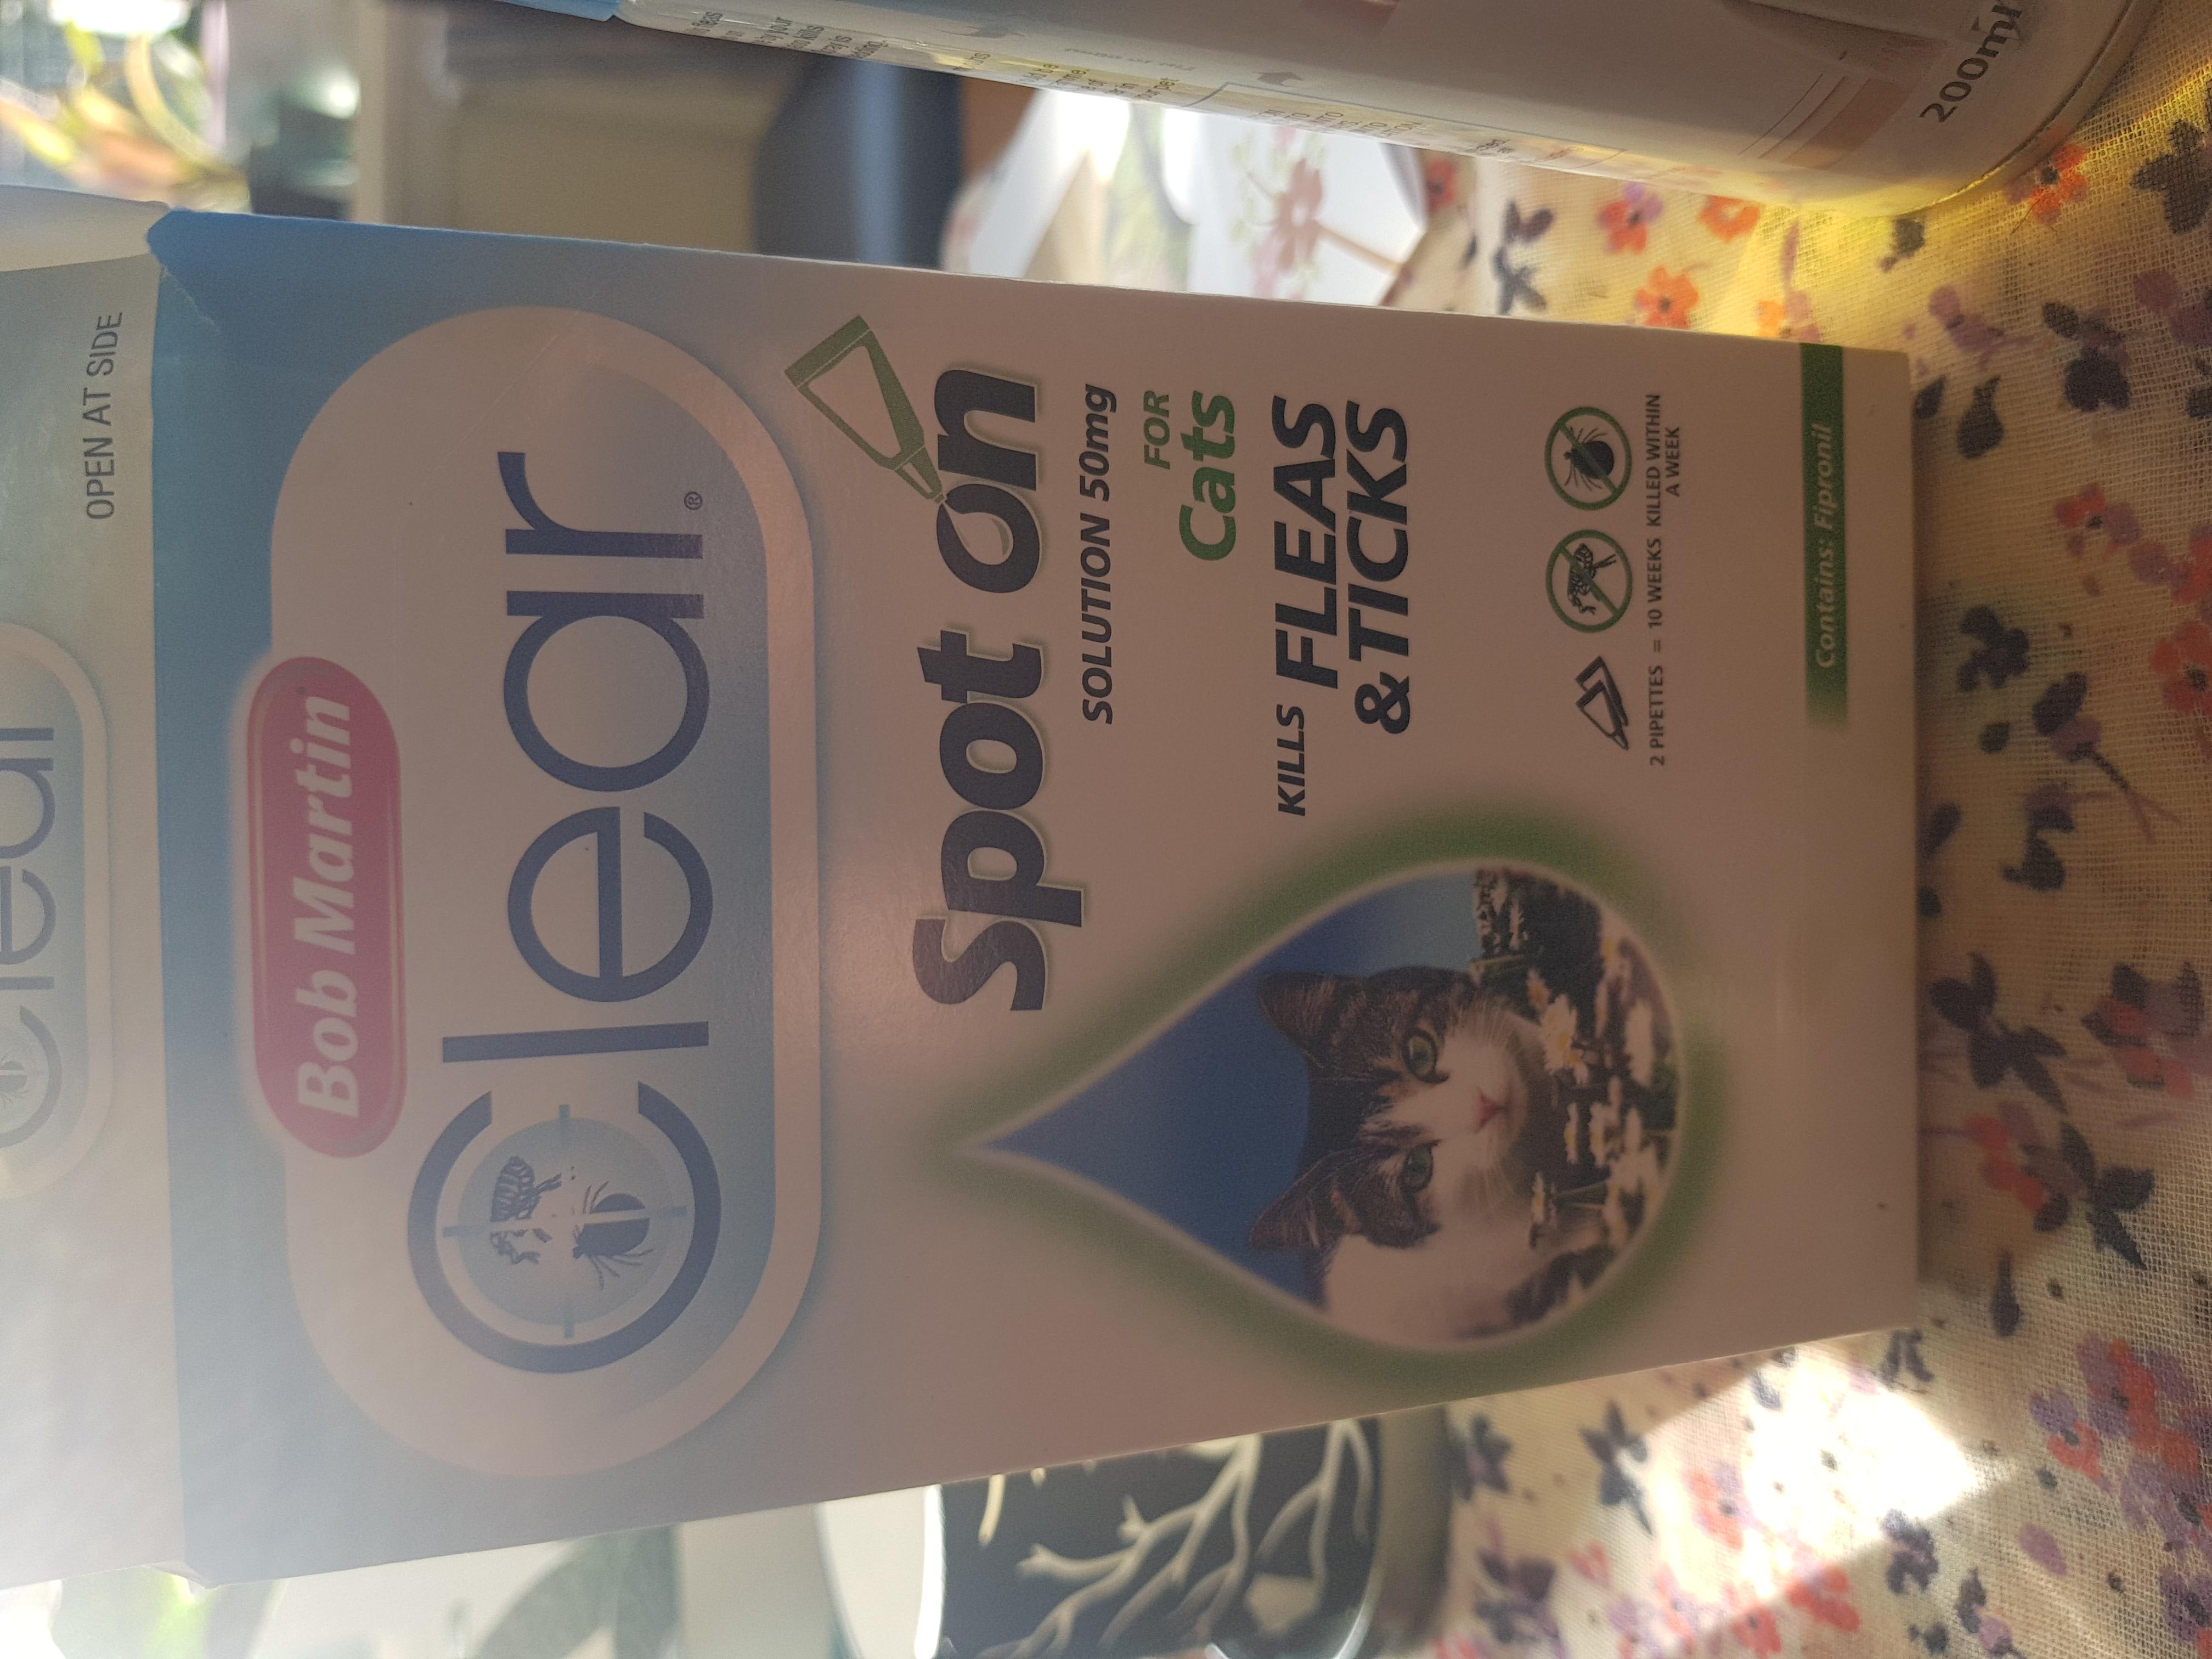 OPEN AT SIDE
Clear
Bob Martin
Clear®
Spot on
SOLUTION 50mg
FOR
Cats
KILLS FLEAS
& TICKS
2 PIPETTES = 10 WEEKS
KILLED WITHIN
A WEEK
Contains: Fipronil
200ml